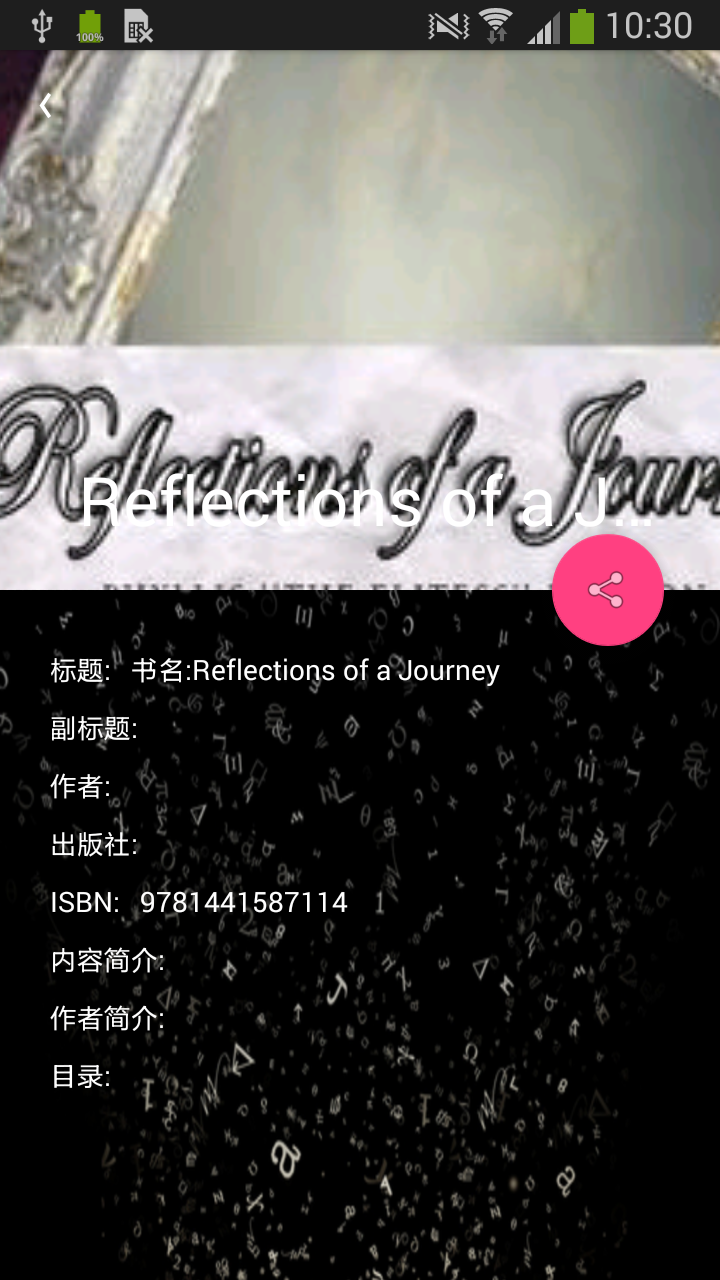 100%
10:30
Reflections of a Jour
Reflections of a J...
标题: 书名:Reflections of a Journey
副标题:
作者:
出版社:
ISBN: 9781441587114
内容简介:
作者简介:
目录: